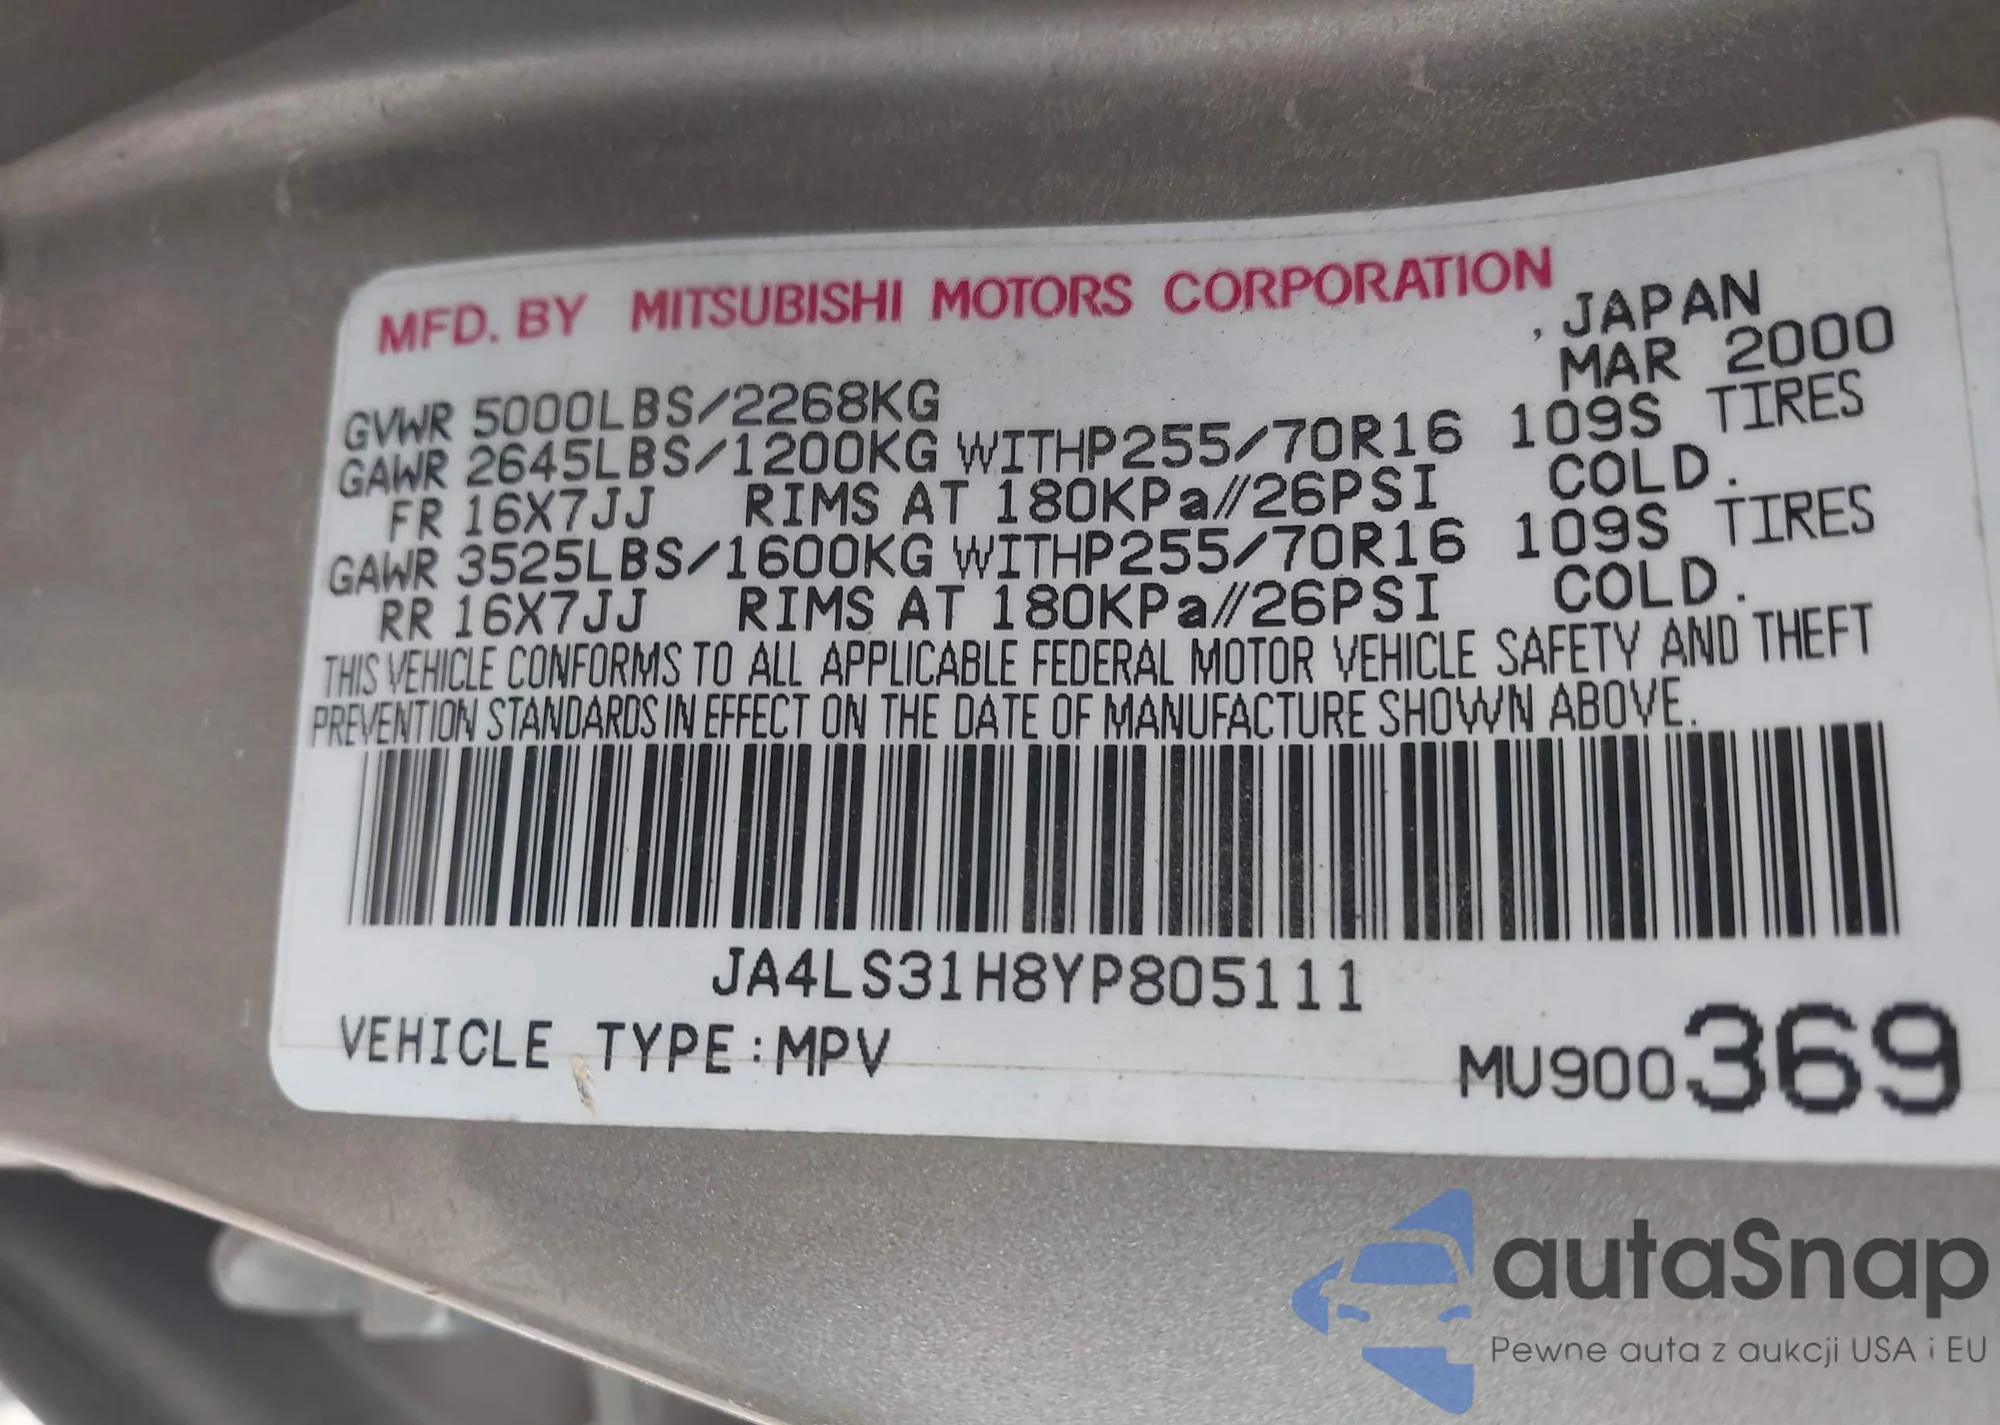 MFD. BY MITSUBISHI MOTORS CORPORATION
, JAPAN
MAR 2000
GVWR 5000LBS/2268KG
GAWR 2645LBS/1200KG WITHP255/70R16 109S TIRES
FR 16X7JJ RIMS AT 180KPa//26PSI COLD.
GAWR 3525LBS/1600KG WITHP255/70R16 109S TIRES
RR 16X7JJ RIMS AT 180KPa//26PSI COLD.
THIS VEHICLE CONFORMS TO ALL APPLICABLE FEDERAL MOTOR VEHICLE SAFETY AND THEFT
PREVENTION STANDARDS IN EFFECT ON THE DATE OF MANUFACTURE SHOWN ABOVE.
JA4LS31H8YP805111
VEHICLE TYPE:MPV
MU900369
autaSnap
Pewne auta z aukcji USA i EU